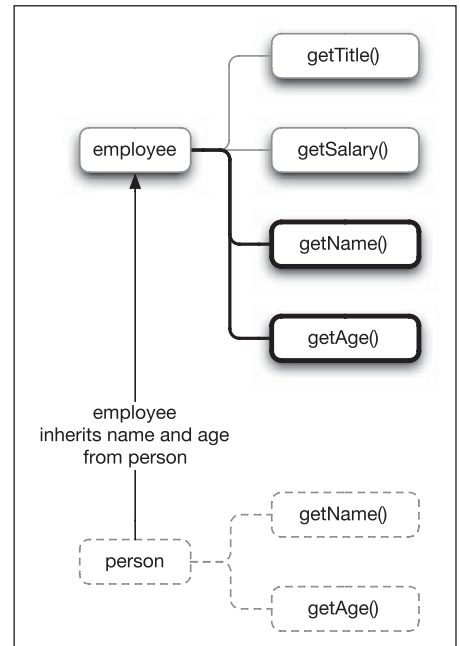 getTitle()
employee
getSalary()
getName()
getAge()
employee
inherits name and age
from person
getName()
person
getAge()